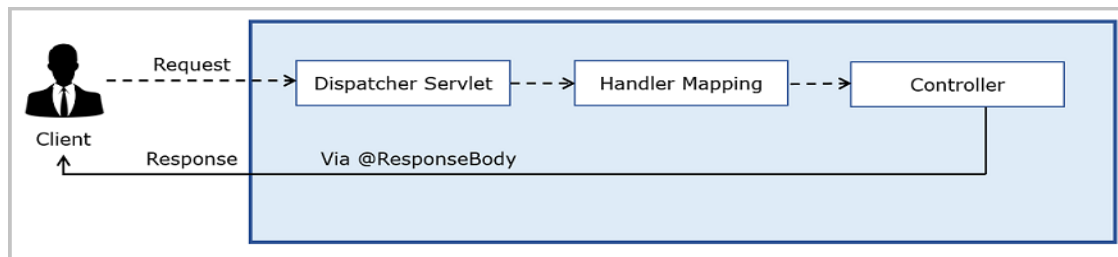 Request
Dispatcher Servlet
Handler Mapping
Controller
Client
Response
Via @ResponseBody